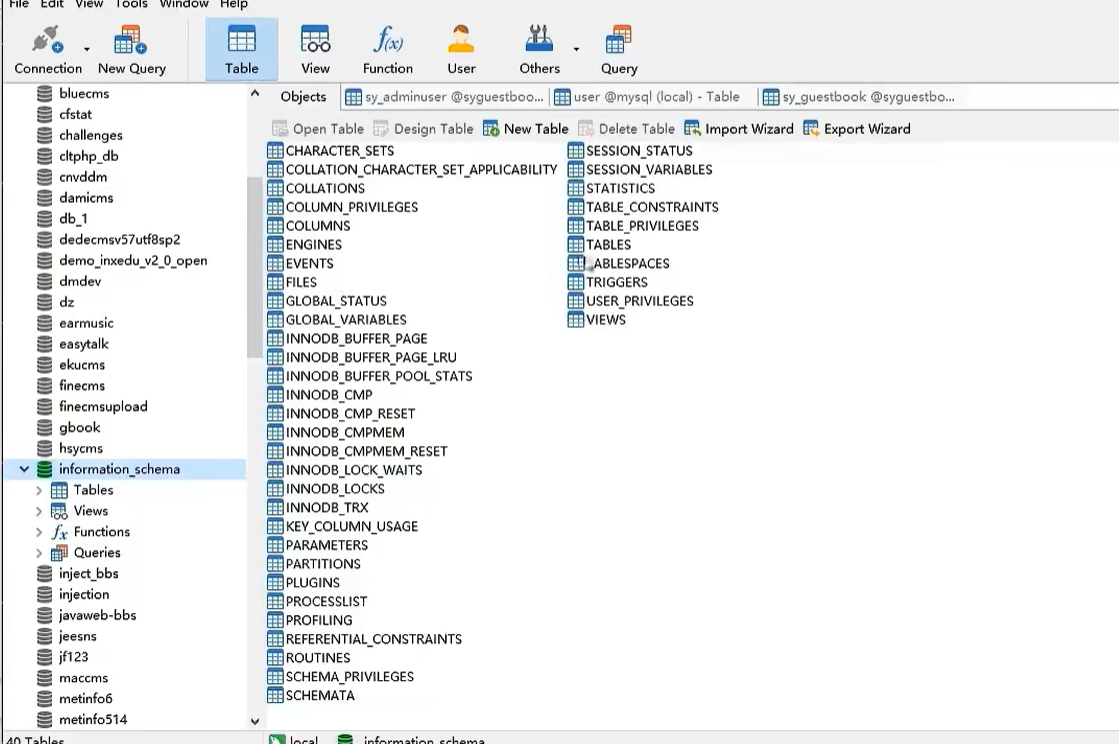 File Edit View Tools Window Help
Connection New Query Table View Function User Others Query
bluecms
cfstat
challenges
cltphp_db
cnvddm
damicms
db_1
dedecmsv57utf8sp2
demo_inxedu_v2_0_open
dmdev
dz
earmusic
easytalk
ekucms
finecms
finecmsupload
gbook
hsycms
information_schema
Tables
Views
fx Functions
Queries
inject_bbs
injection
javaweb-bbs
jeesns
jf123
maccms
metinfo6
metinfo514
40 Tables
Objects sy_adminuser @syguestboo... user @mysql (local) - Table sy_guestbook @syguestbo...
Open Table Design Table New Table Delete Table Import Wizard Export Wizard
CHARACTER_SETS
COLLATION_CHARACTER_SET_APPLICABILITY
COLLATIONS
COLUMN_PRIVILEGES
COLUMNS
ENGINES
EVENTS
FILES
GLOBAL_STATUS
GLOBAL_VARIABLES
INNODB_BUFFER_PAGE
INNODB_BUFFER_PAGE_LRU
INNODB_BUFFER_POOL_STATS
INNODB_CMP
INNODB_CMP_RESET
INNODB_CMPMEM
INNODB_CMPMEM_RESET
INNODB_LOCK_WAITS
INNODB_LOCKS
INNODB_TRX
KEY_COLUMN_USAGE
PARAMETERS
PARTITIONS
PLUGINS
PROCESSLIST
PROFILING
REFERENTIAL_CONSTRAINTS
ROUTINES
SCHEMA_PRIVILEGES
SCHEMATA
SESSION_STATUS
SESSION_VARIABLES
STATISTICS
TABLE_CONSTRAINTS
TABLE_PRIVILEGES
TABLES
TABLESPACES
TRIGGERS
USER_PRIVILEGES
VIEWS
local information_schema